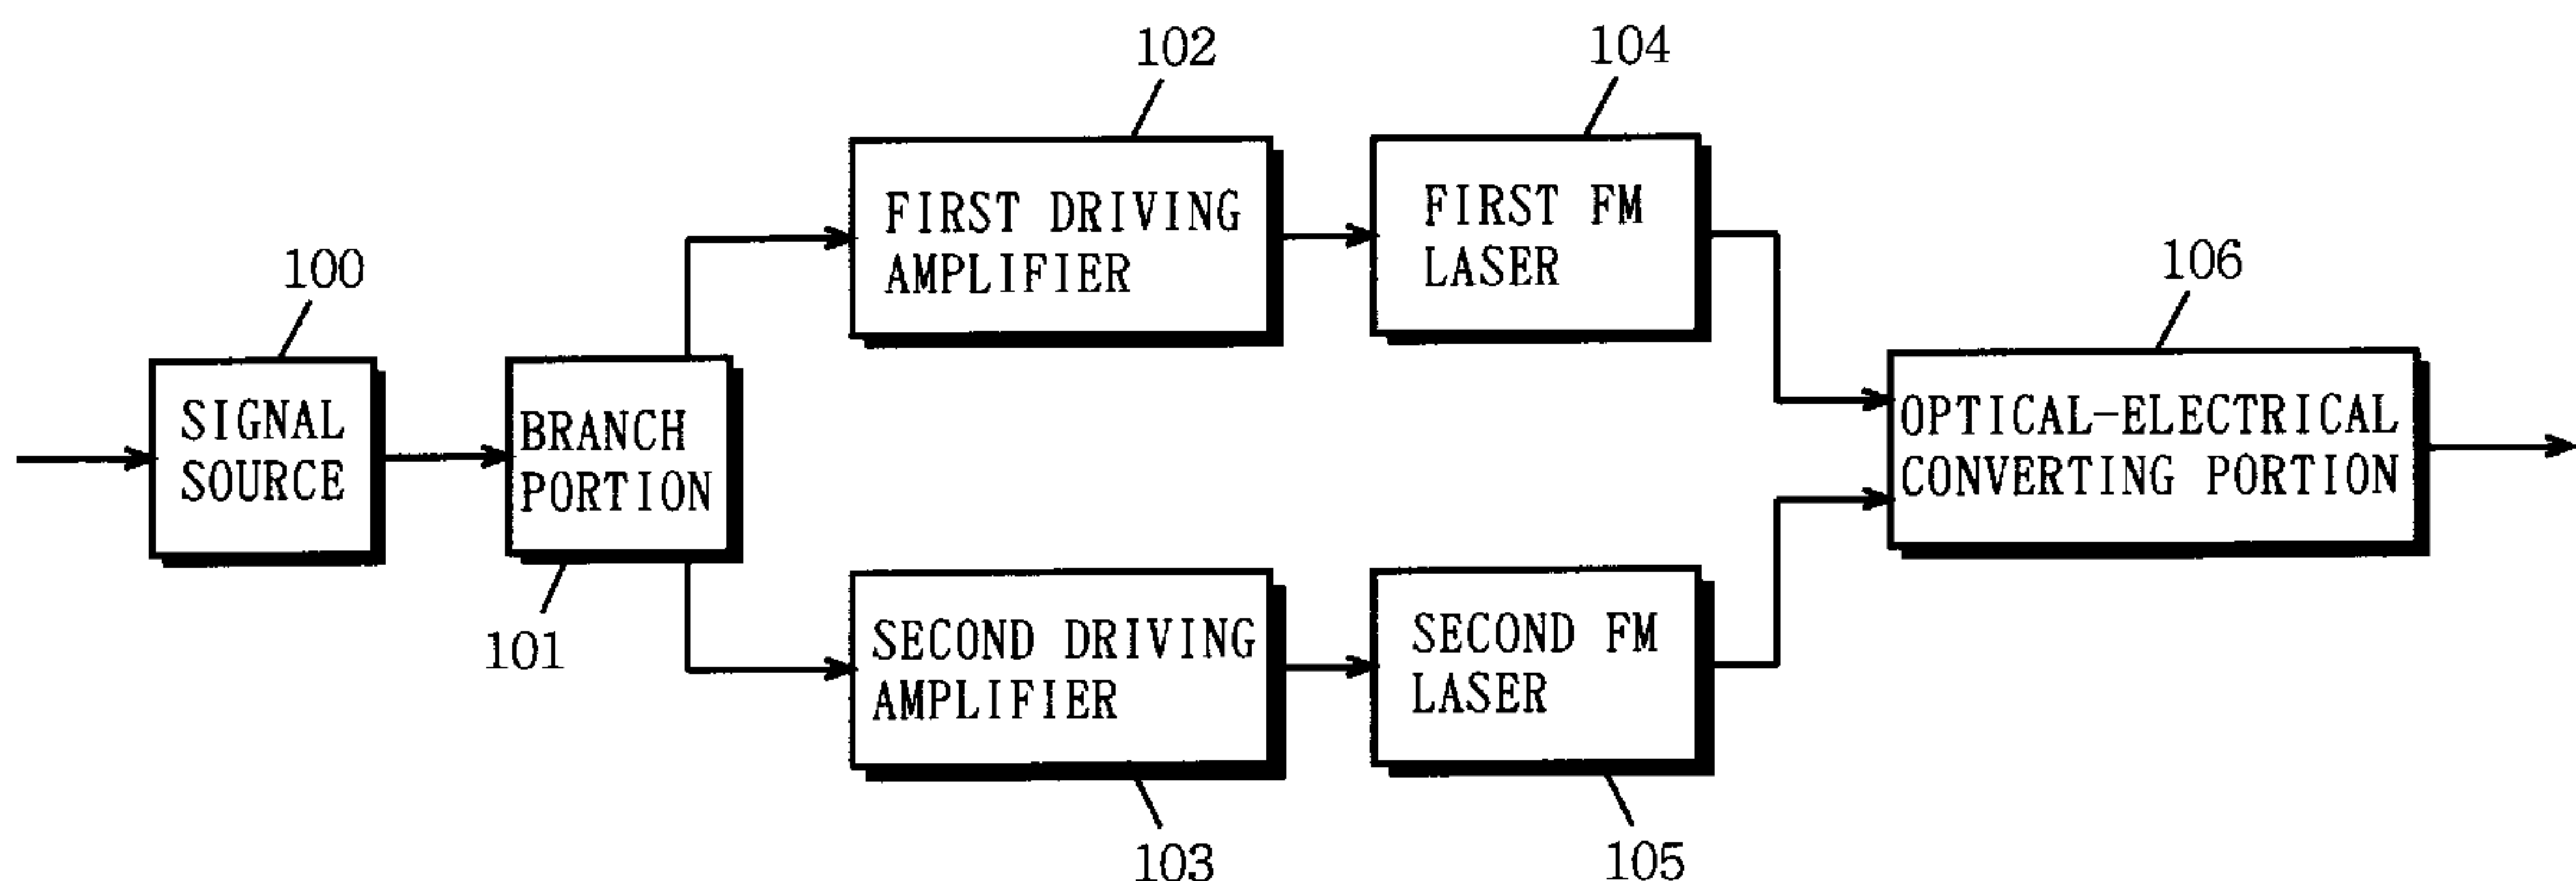 102
104
FIRST DRIVING
AMPLIFIER
FIRST FM
LASER
100
106
SIGNAL
SOURCE
BRANCH
PORTION
OPTICAL-ELECTRICAL
CONVERTING PORTION
101
SECOND DRIVING
AMPLIFIER
SECOND FM
LASER
103
105